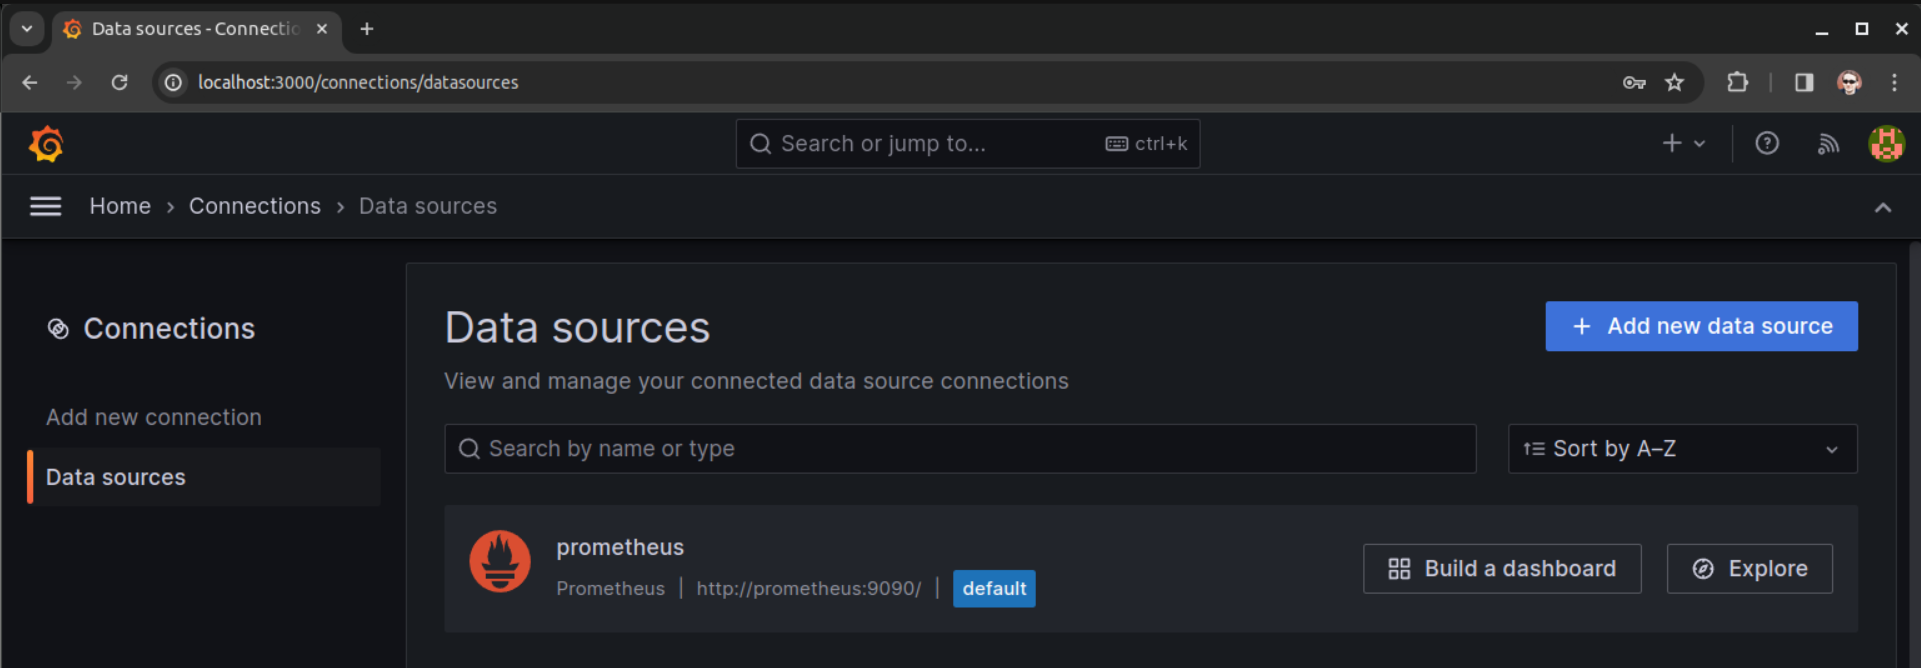 Data sources - Connectio
localhost:3000/connections/datasources
Search or jump to... ctrl+k
Home › Connections › Data sources
Connections
Add new connection
Data sources
Data sources
+ Add new data source
View and manage your connected data source connections
Search by name or type
Sort by A–Z
prometheus
Prometheus | http://prometheus:9090/ | default
Build a dashboard
Explore